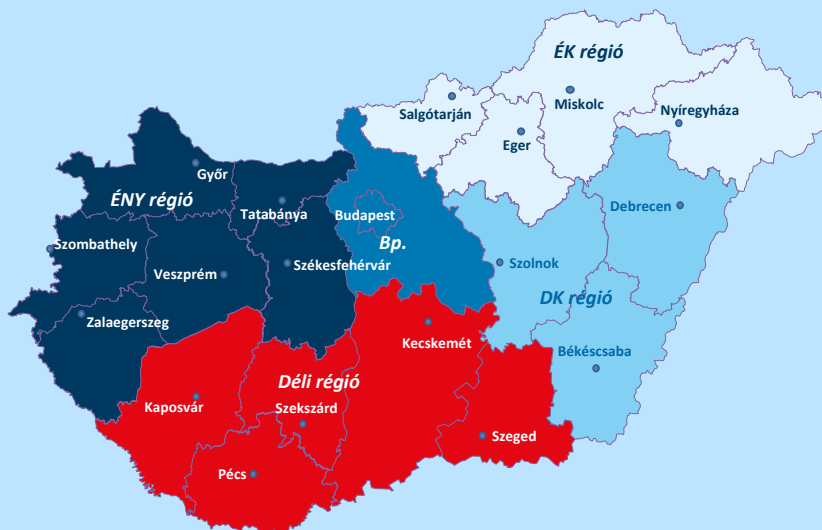 ÉK régió
Salgótarján
Miskolc
Nyíregyháza
Eger
Győr
ÉNY régió
Tatabánya
Budapest
Debrecen
Szombathely
Bp.
Veszprém
Székesfehérvár
Szolnok
DK régió
Zalaegerszeg
Kecskemét
Békéscsaba
Déli régió
Kaposvár
Szekszárd
Szeged
Pécs